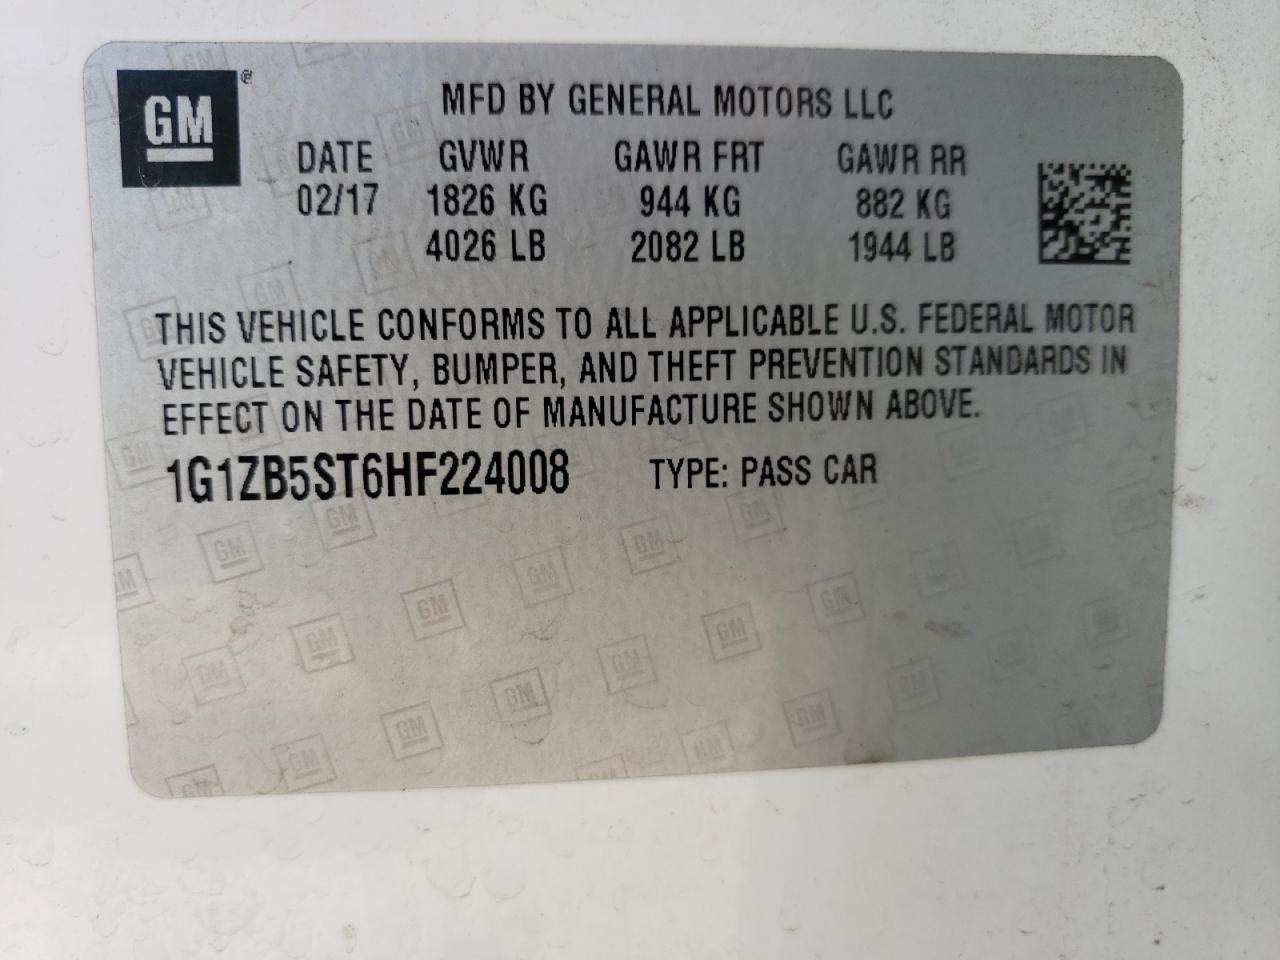 GM
MFD BY GENERAL MOTORS LLC
DATE GVWR GAWR FRT GAWR RR
02/17 1826 KG 944 KG 882 KG
4026 LB 2082 LB 1944 LB
THIS VEHICLE CONFORMS TO ALL APPLICABLE U.S. FEDERAL MOTOR
VEHICLE SAFETY, BUMPER, AND THEFT PREVENTION STANDARDS IN
EFFECT ON THE DATE OF MANUFACTURE SHOWN ABOVE.
1G1ZB5ST6HF224008 TYPE: PASS CAR